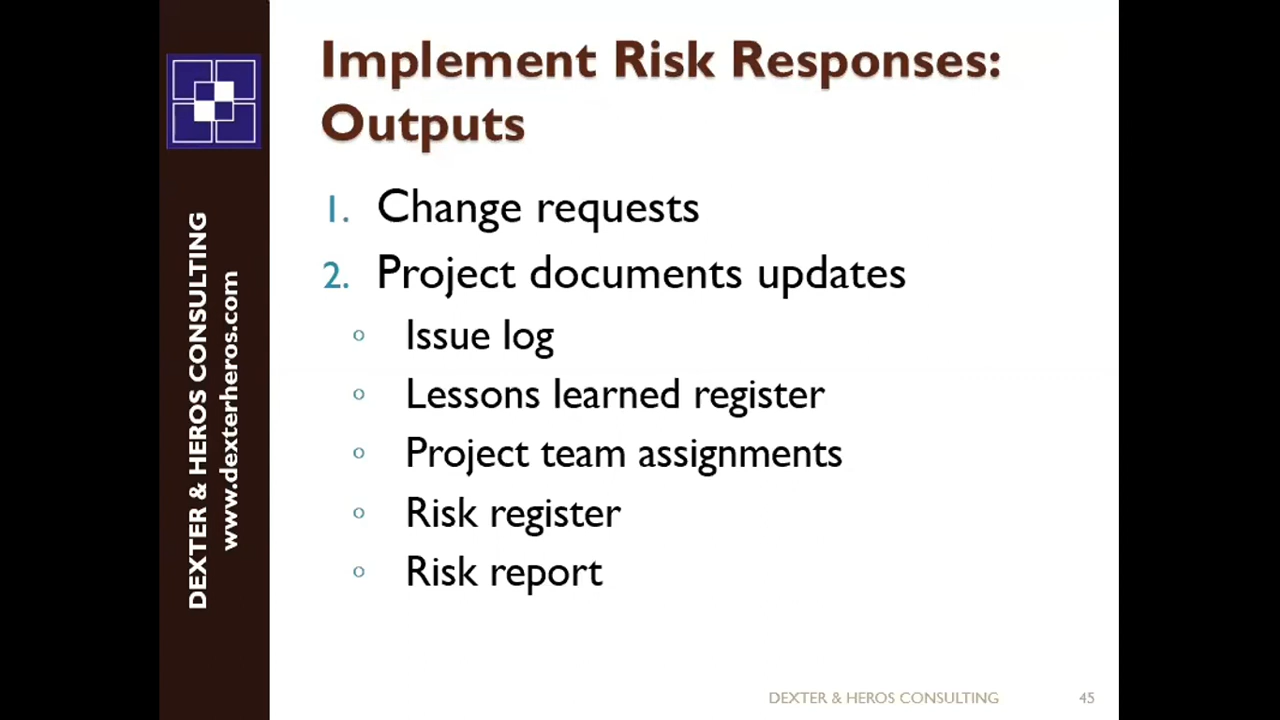 Implement Risk Responses:
Outputs
1. Change requests
2. Project documents updates
o Issue log
o Lessons learned register
o Project team assignments
o Risk register
o Risk report
DEXTER & HEROS CONSULTING
www.dexterheros.com
DEXTER & HEROS CONSULTING 45